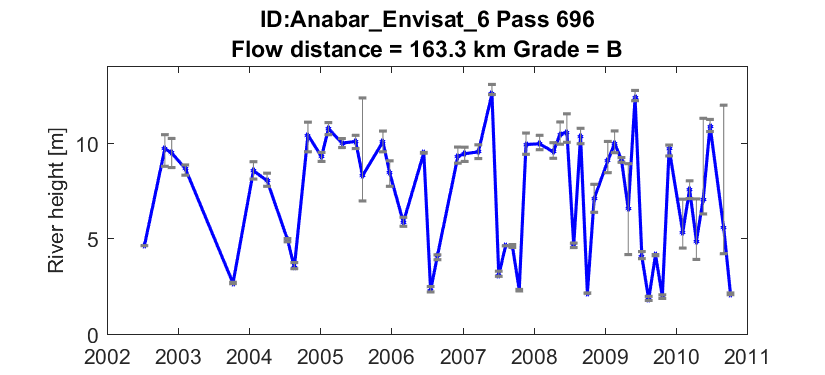 ID:Anabar_Envisat_6 Pass 696
Flow distance = 163.3 km Grade = B
River height [m]
10
5
0
2002 2003 2004 2005 2006 2007 2008 2009 2010 2011